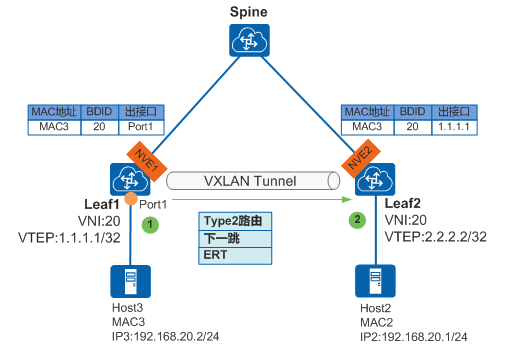 Spine
MAC地址 BDID 出接口
MAC3 20 Port1
MAC地址 BDID 出接口
MAC3 20 1.1.1.1
NVE1
NVE2
VXLAN Tunnel
Leaf1
VNI:20
VTEP:1.1.1.1/32
Port1
1
Type2路由
下一跳
ERT
2
Leaf2
VNI:20
VTEP:2.2.2.2/32
Host3
MAC3
IP3:192.168.20.2/24
Host2
MAC2
IP2:192.168.20.1/24